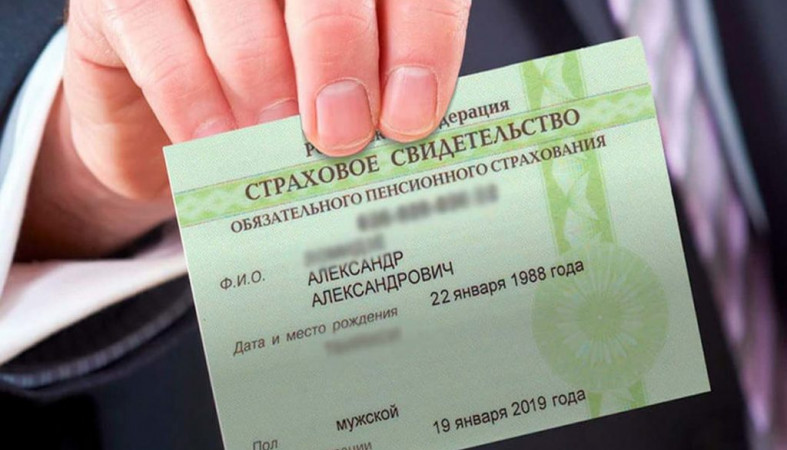 дерация
СТРАХОВОЕ СВИДЕТЕЛЬСТВО
ОБЯЗАТЕЛЬНОГО ПЕНСИОННОГО СТРАХОВАНИЯ
Ф.И.О.
АЛЕКСАНДР
АЛЕКСАНДРОВИЧ
22 января 1988 года
Дата и место рождения
Пол мужской
19 января 2019 года